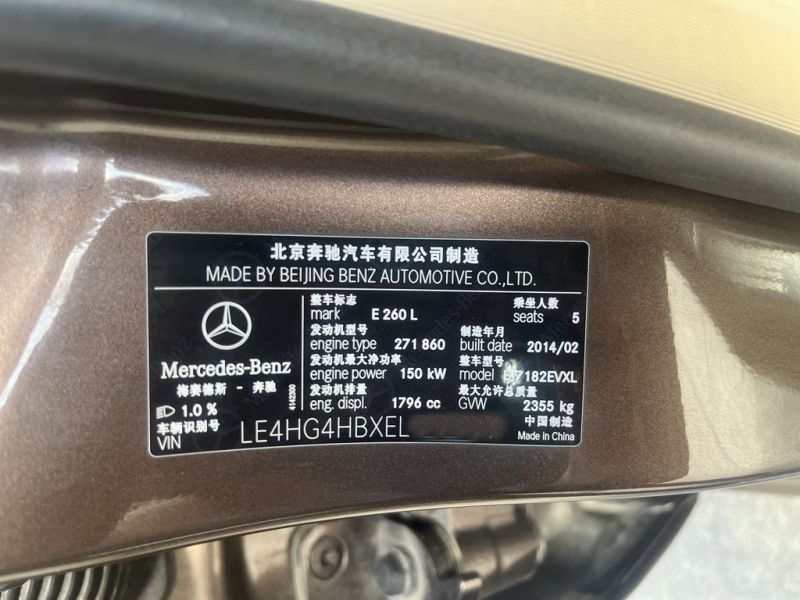 北京奔驰汽车有限公司制造
MADE BY BEIJING BENZ AUTOMOTIVE CO.,LTD.
Mercedes-Benz
梅赛德斯 - 奔驰
1.0 %
整车标志
mark E 260 L
乘坐人数
seats 5
发动机型号
engine type 271 860
制造年月
built date 2014/02
发动机最大净功率
engine power 150 kW
整车型号
model BJ7182EVXL
发动机排量
eng. displ. 1796 cc
最大允许总质量
GVW 2355 kg
4142300
车辆识别号
VIN LE4HG4HBXEL
中国制造
Made in China